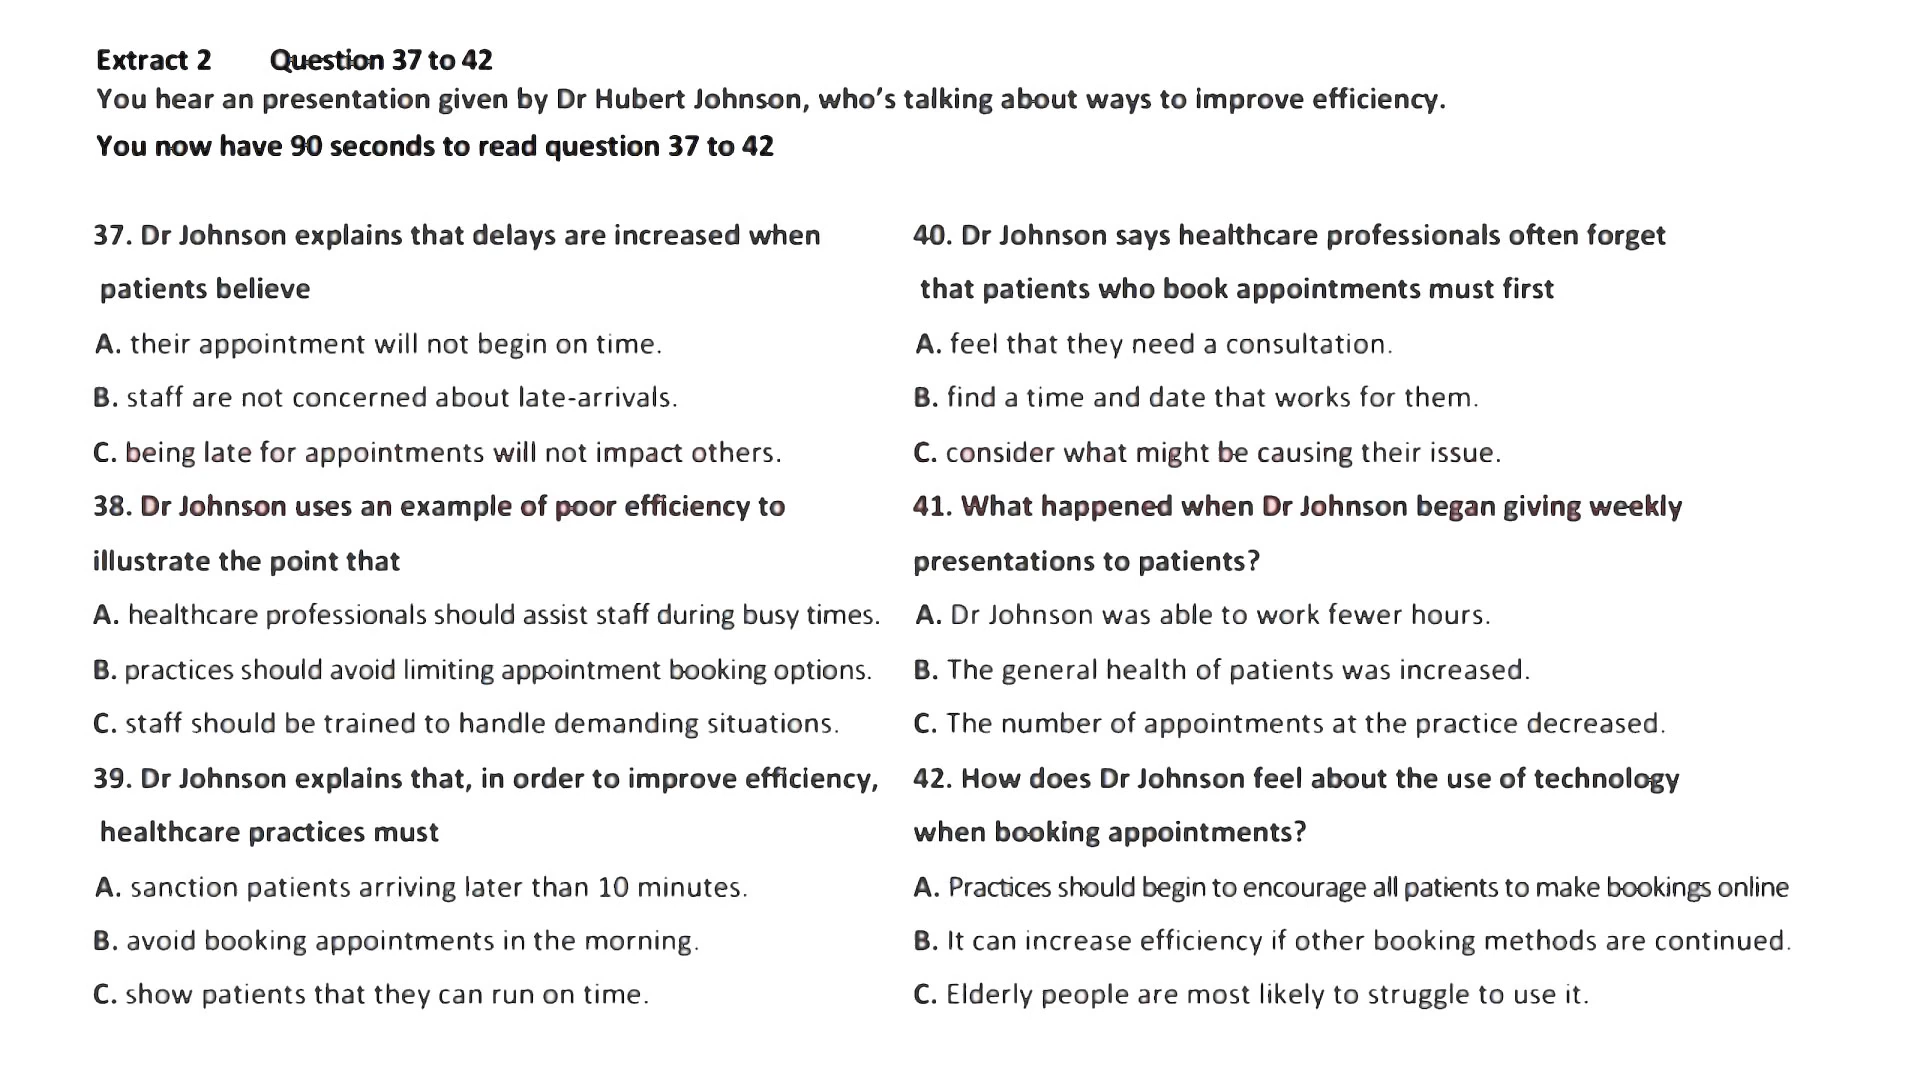 Extract 2 Question 37 to 42
You hear an presentation given by Dr Hubert Johnson, who's talking about ways to improve efficiency.
You now have 90 seconds to read question 37 to 42
37. Dr Johnson explains that delays are increased when
patients believe
A. their appointment will not begin on time.
B. staff are not concerned about late-arrivals.
C. being late for appointments will not impact others.
38. Dr Johnson uses an example of poor efficiency to
illustrate the point that
A. healthcare professionals should assist staff during busy times.
B. practices should avoid limiting appointment booking options.
C. staff should be trained to handle demanding situations.
39. Dr Johnson explains that, in order to improve efficiency,
healthcare practices must
A. sanction patients arriving later than 10 minutes.
B. avoid booking appointments in the morning.
C. show patients that they can run on time.
40. Dr Johnson says healthcare professionals often forget
that patients who book appointments must first
A. feel that they need a consultation.
B. find a time and date that works for them.
C. consider what might be causing their issue.
41. What happened when Dr Johnson began giving weekly
presentations to patients?
A. Dr Johnson was able to work fewer hours.
B. The general health of patients was increased.
C. The number of appointments at the practice decreased.
42. How does Dr Johnson feel about the use of technology
when booking appointments?
A. Practices should begin to encourage all patients to make bookings online
B. It can increase efficiency if other booking methods are continued.
C. Elderly people are most likely to struggle to use it.